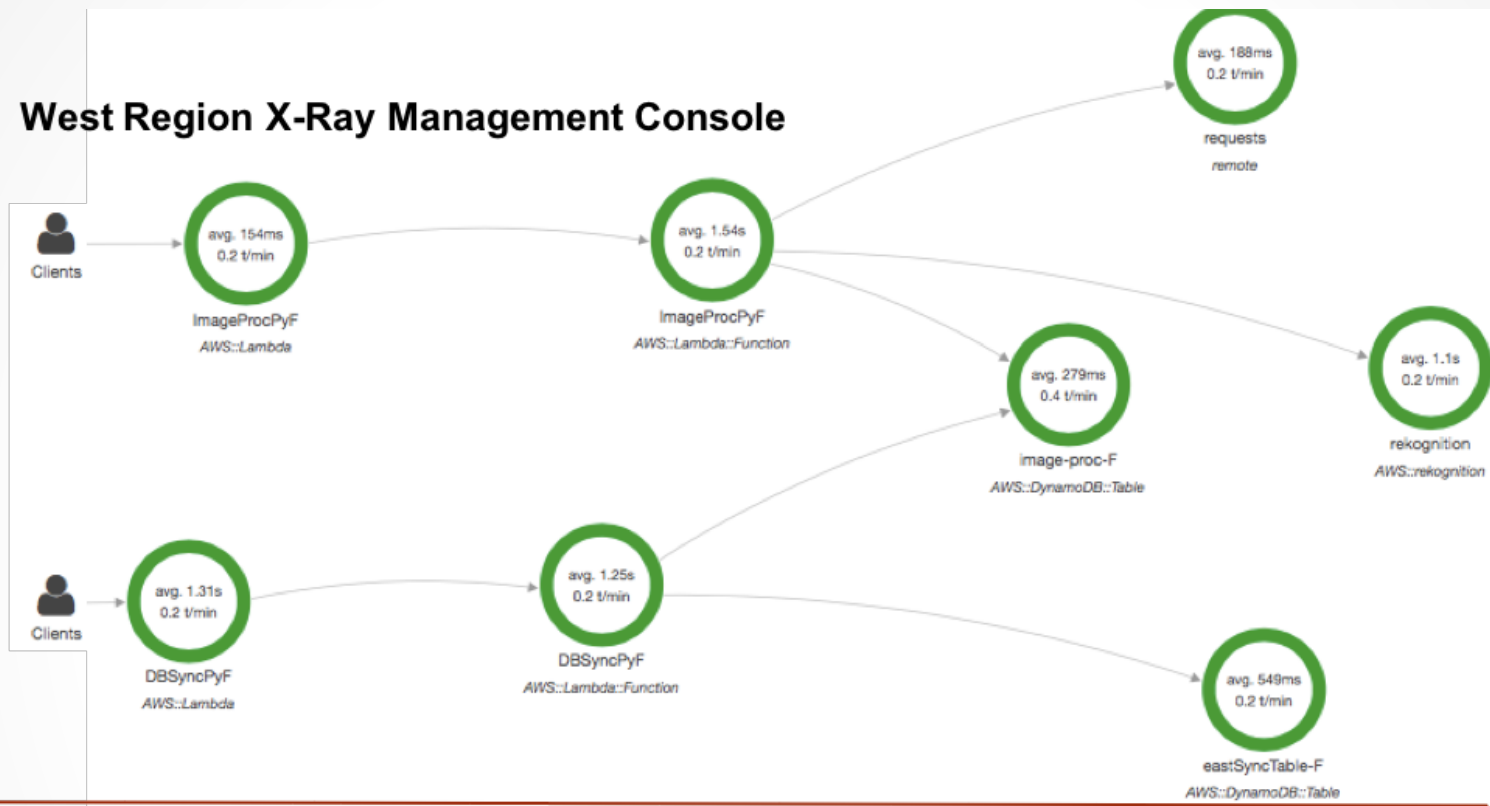 avg. 188ms
0.2 t/min
requests
remote
West Region X-Ray Management Console
Clients
avg. 154ms
0.2 t/min
ImageProcPyF
AWS::Lambda
avg. 1.54s
0.2 t/min
ImageProcPyF
AWS::Lambda::Function
avg. 279ms
0.4 t/min
image-proc-F
AWS::DynamoDB::Table
avg. 1.1s
0.2 t/min
rekognition
AWS::rekognition
Clients
avg. 1.31s
0.2 t/min
DBSyncPyF
AWS::Lambda
avg. 1.25s
0.2 t/min
DBSyncPyF
AWS::Lambda::Function
avg. 549ms
0.2 t/min
eastSyncTable-F
AWS::DynamoDB::Table